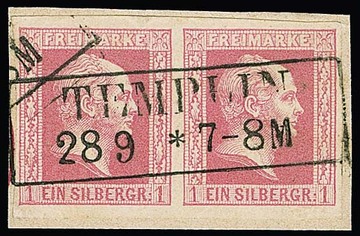 FREIMARKE FREIMARKE
TEMPLIN
28 9 * 7-8M
1 EIN SILBERGR. 1 1 EIN SILBERGR. 1